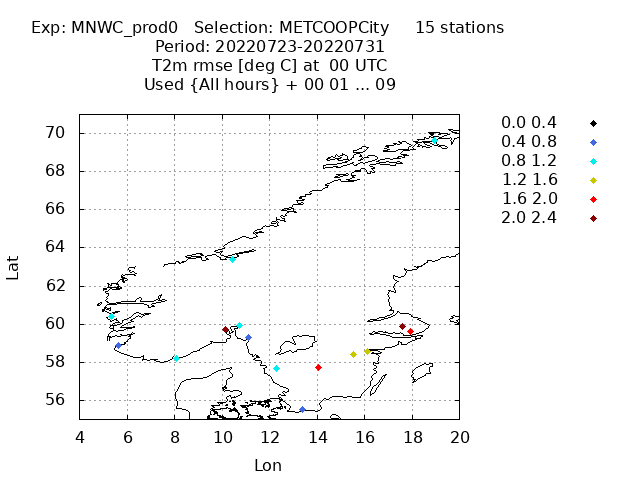 Exp: MNWC_prod0   Selection: METCOOPCity     15 stations
Period: 20220723-20220731
T2m rmse [deg C] at  00 UTC
Used {All hours} + 00 01 ... 09
0.0 0.4
0.4 0.8
0.8 1.2
1.2 1.6
1.6 2.0
2.0 2.4
70
68
66
64
62
60
58
56
Lat
4 6 8 10 12 14 16 18 20
Lon